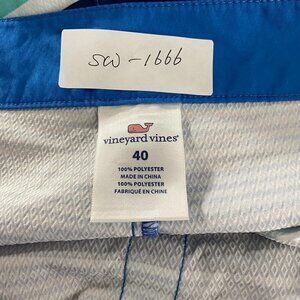 SW-1666
vineyard vines®
40
100% POLYESTER
MADE IN CHINA
100% POLYESTER
FABRIQUÉ EN CHINE